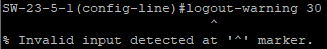 SW-23-5-1(config-line)#logout-warning 30
^
% Invalid input detected at '^' marker.